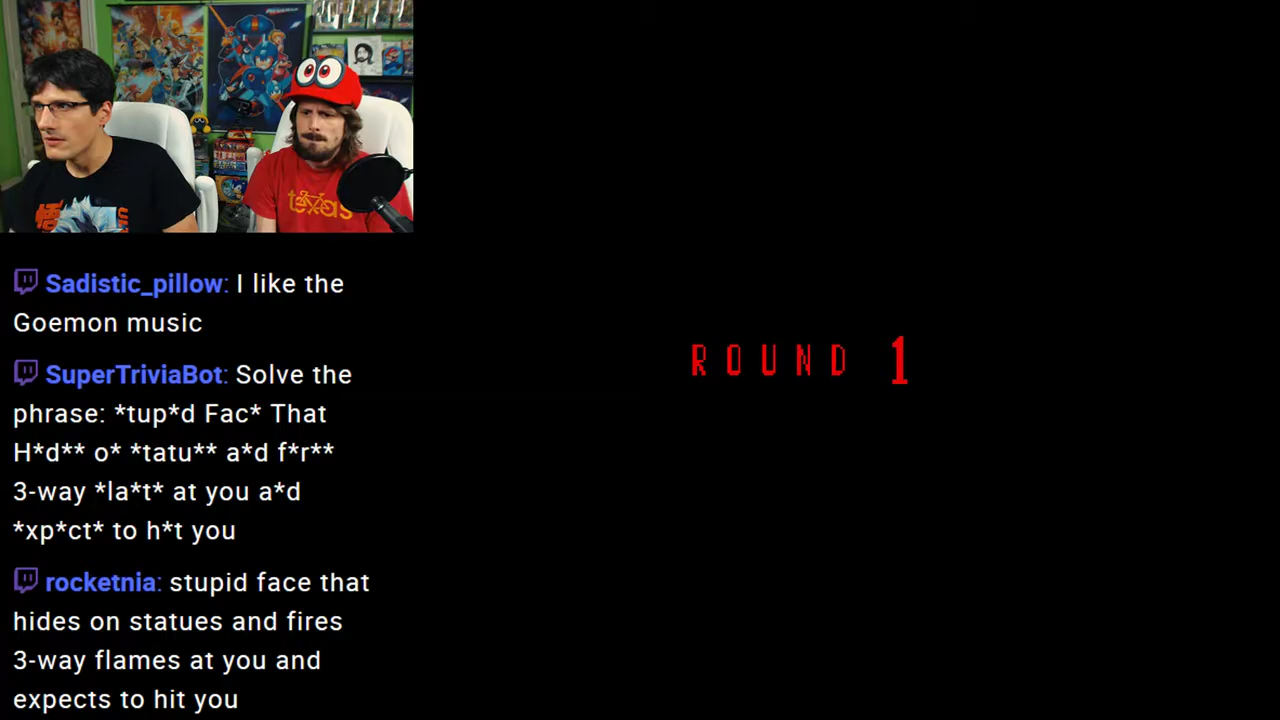 texas
Sadistic_pillow: I like the
Goemon music
SuperTriviaBot: Solve the
phrase: *tup*d Fac* That
H*d** o* *tatu** a*d f*r**
3-way *la*t* at you a*d
*xp*ct* to h*t you
rocketnia: stupid face that
hides on statues and fires
3-way flames at you and
expects to hit you
ROUND 1